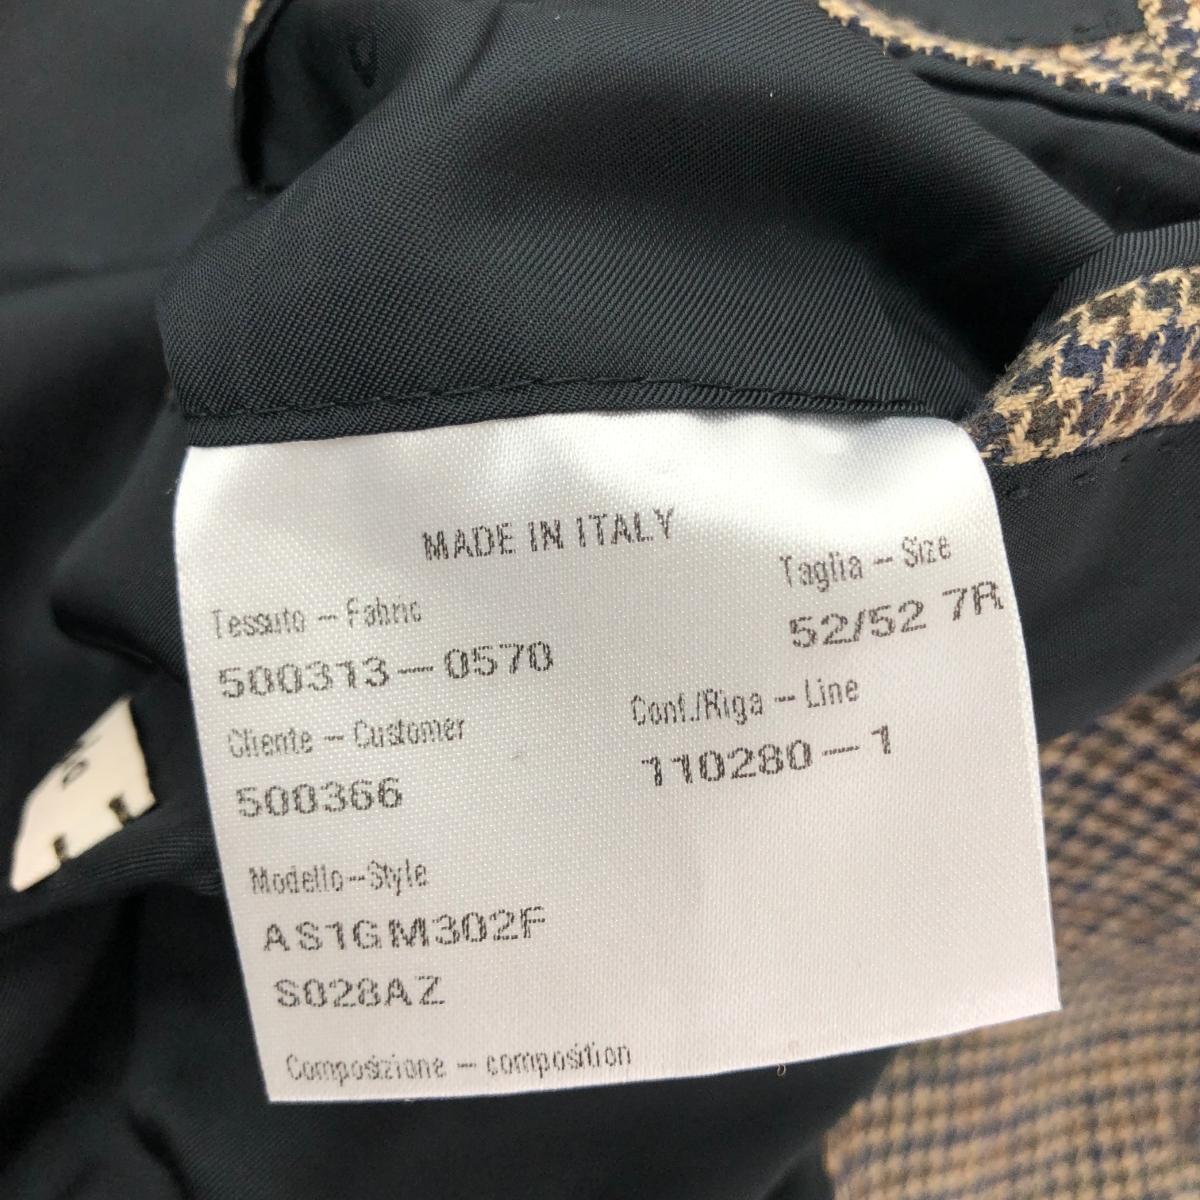 MADE IN ITALY
Taglia - Size
52/52 7R
Tessuto - Fabric
500313-0570
Conf./Riga - Line
110280-1
Cliente - Customer
500366
Modello-Style
AS1GM302F
S028AZ
Composizione - composition